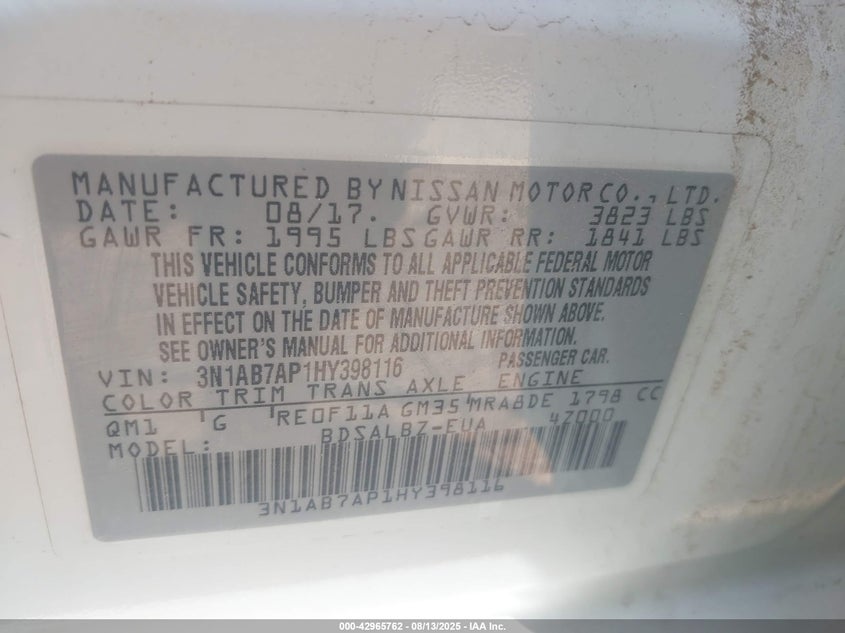 MANUFACTURED BY NISSAN MOTOR CO., LTD.
DATE: 08/17. GVWR: 3823 LBS
GAWR FR: 1995 LBS GAWR RR: 1841 LBS
THIS VEHICLE CONFORMS TO ALL APPLICABLE FEDERAL MOTOR
VEHICLE SAFETY, BUMPER AND THEFT PREVENTION STANDARDS
IN EFFECT ON THE DATE OF MANUFACTURE SHOWN ABOVE.
SEE OWNER'S MANUAL FOR ADDITIONAL INFORMATION.
VIN: 3N1AB7AP1HY398116 PASSENGER CAR.
COLOR TRIM TRANS AXLE ENGINE
QM1 G RE0F11A GM35 MRA8DE 1798 CC
MODEL: BDSALBZ-EUA 47000
3N1AB7AP1HY398116
000-42965762 - 08/13/2025 - IAA Inc.